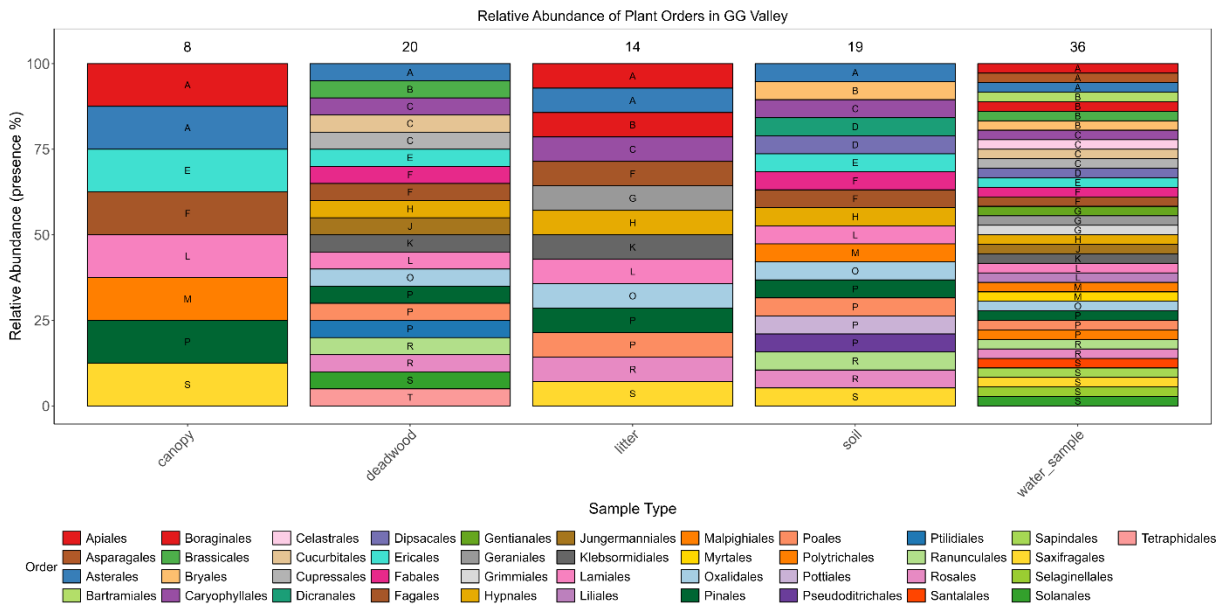 Relative Abundance of Plant Orders in GG Valley
8 20 14 19 36
Relative Abundance (presence %)
100
75
50
25
0
A A E F L M P S
A B C C C E F F H J K L O P P P R R S T
A A B C F G H K L O P P R S
A B C D D E F F H L M O P P P P R R S
A A A B B B B C C C C D E F F G G G H J K L L M M O P P P R R S S S S S
canopy deadwood litter soil water_sample
Sample Type
Order
Apiales Boraginales Celastrales Dipsacales Gentianales Jungermanniales Malpighiales Poales Ptilidiales Sapindales Tetraphidales
Asparagales Brassicales Cucurbitales Ericales Geraniales Klebsormidiales Myrtales Polytrichales Ranunculales Saxifragales
Asterales Bryales Cupressales Fabales Grimmiales Lamiales Oxalidales Pottiales Rosales Selaginellales
Bartramiales Caryophyllales Dicranales Fagales Hypnales Liliales Pinales Pseudoditrichales Santalales Solanales